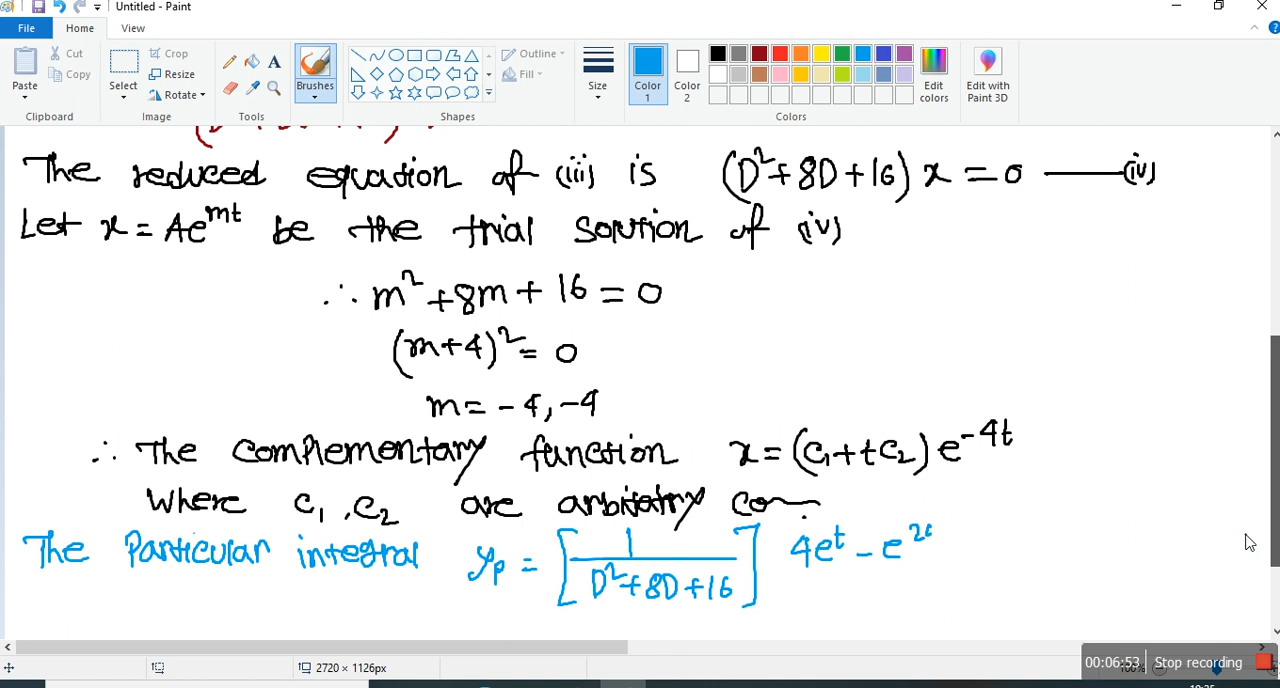 Untitled - Paint
File Home View
Paste Cut Copy Select Crop Resize Rotate Brushes Outline Fill Size Color 1 Color 2 Edit colors Edit with Paint 3D
Clipboard Image Tools Shapes Colors
The reduced equation of (iii) is (D²+8D+16) x = 0 —— (iv)
Let x = Ae^mt be the trial solution of (iv)
∴ m² + 8m + 16 = 0
(m+4)² = 0
m = -4, -4
∴ The complementary function x = (c₁+tc₂) e^-4t
Where c₁, c₂ are arbitrary
The Particular integral y_p = [1/(D²+8D+16)] 4e^t - e^2t
2720 × 1126px
00:06:53 Stop recording